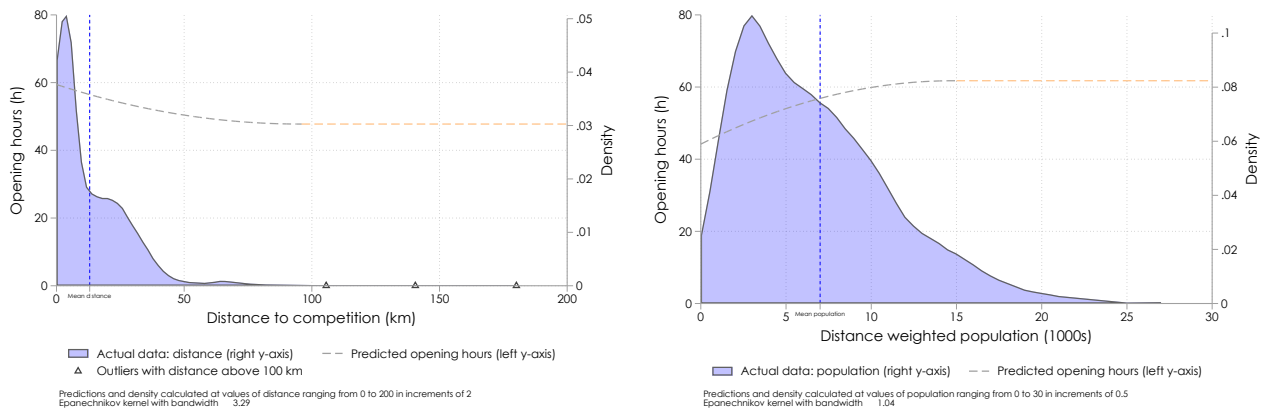 80
60
40
20
0
Opening hours (h)
.05
.04
.03
.02
.01
0
Density
0 50 100 150 200
Mean distance
Distance to competition (km)
Actual data: distance (right y-axis) Predicted opening hours (left y-axis)
Outliers with distance above 100 km
Predictions and density calculated at values of distance ranging from 0 to 200 in increments of 2
Epanechnikov kernel with bandwidth 3.29
80
60
40
20
0
Opening hours (h)
.1
.08
.06
.04
.02
0
Density
0 5 10 15 20 25 30
Mean population
Distance weighted population (1000s)
Actual data: population (right y-axis) Predicted opening hours (left y-axis)
Predictions and density calculated at values of population ranging from 0 to 30 in increments of 0.5
Epanechnikov kernel with bandwidth 1.04